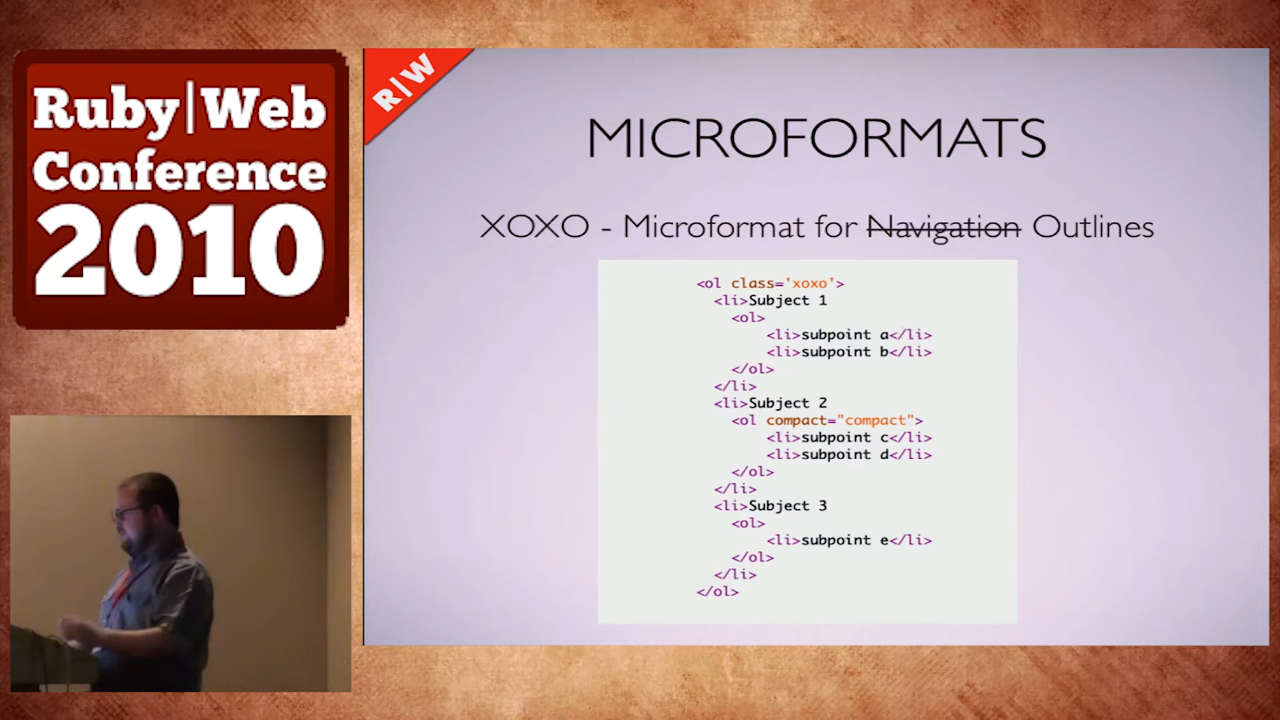 Ruby|Web
Conference
2010
R|W
MICROFORMATS
XOXO - Microformat for Navigation Outlines
<ol class='xoxo'>
<li>Subject 1
<ol>
<li>subpoint a</li>
<li>subpoint b</li>
</ol>
</li>
<li>Subject 2
<ol compact="compact">
<li>subpoint c</li>
<li>subpoint d</li>
</ol>
</li>
<li>Subject 3
<ol>
<li>subpoint e</li>
</ol>
</li>
</ol>